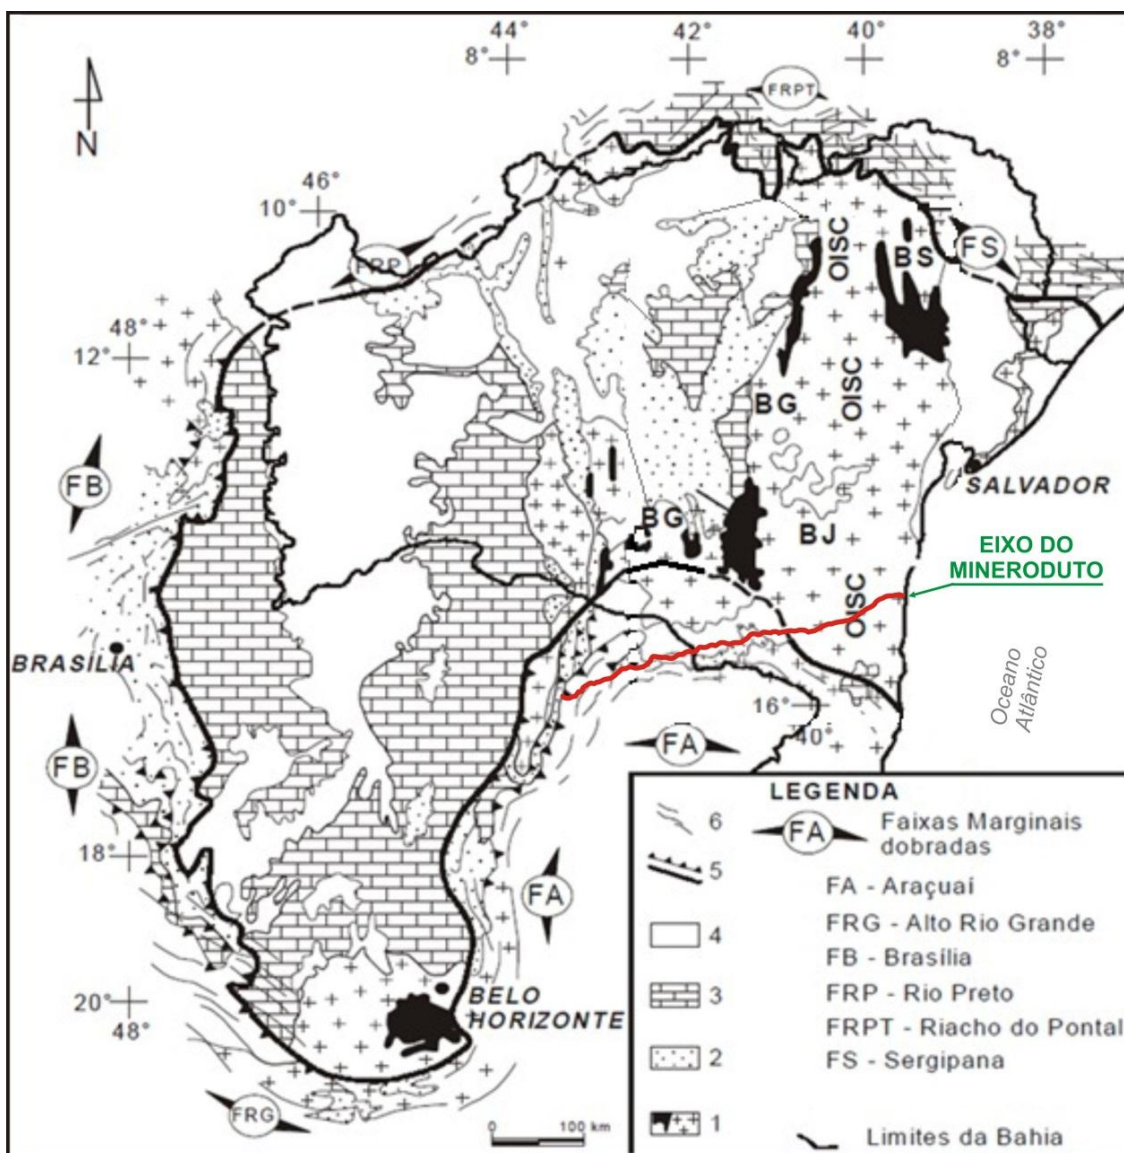 44°
42°
40°
38°
8°
8°
FRPT
N
46°
10°
FRP
OISC
BS
FS
48°
12°
OISC
BG
FB
SALVADOR
BG
BJ
EIXO DO
MINERODUTO
OISC
BRASÍLIA
Oceano
Atlântico
16°
40°
FA
FB
LEGENDA
6
FA
Faixas Marginais
dobradas
5
18°
FA - Araçuaí
FA
4
FRG - Alto Rio Grande
FB - Brasília
3
FRP - Rio Preto
20°
48°
BELO
HORIZONTE
FRPT - Riacho do Pontal
2
FS - Sergipana
FRG
0 100 km
1
Limites da Bahia